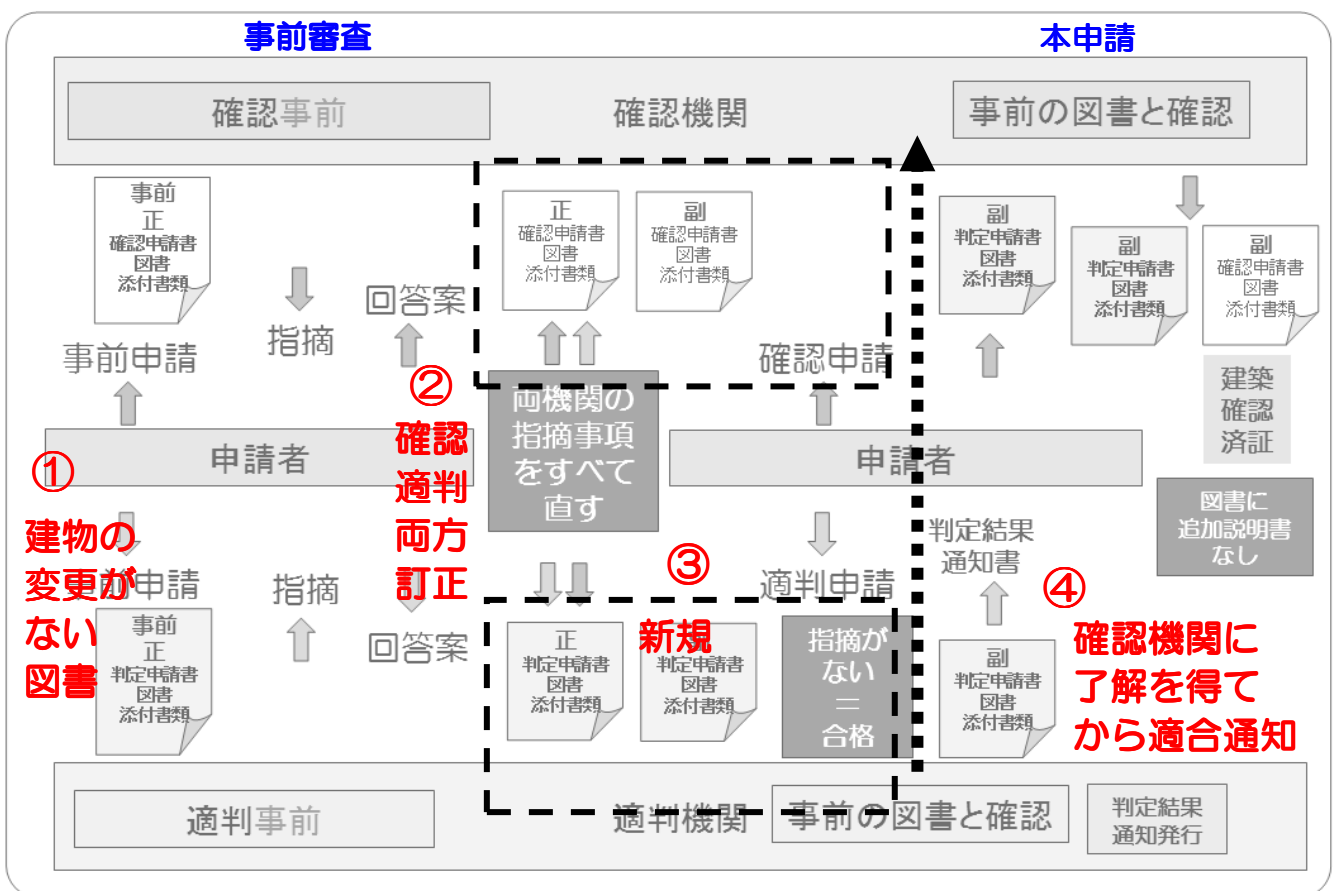 事前審査
本申請
確認事前
確認機関
事前の図書と確認
事前
正
確認申請書
図書
添付書類
指摘
回答案
事前申請
正
確認申請書
図書
添付書類
副
確認申請書
図書
添付書類
確認申請
副
判定申請書
図書
添付書類
副
判定申請書
図書
添付書類
副
確認申請書
図書
添付書類
建築
確認
済証
申請者
両機関の
指摘事項
をすべて
直す
申請者
図書に
追加説明書
なし
①
建物の
変更が
ない
図書
②
確認
適判
両方
訂正
事前申請
指摘
回答案
事前
正
判定申請書
図書
添付書類
③
新規
正
判定申請書
図書
添付書類
副
判定申請書
図書
添付書類
適判申請
指摘が
ない
=
合格
判定結果
通知書
副
判定申請書
図書
添付書類
④
確認機関に
了解を得て
から適合通知
適判事前
適判機関
事前の図書と確認
判定結果
通知発行